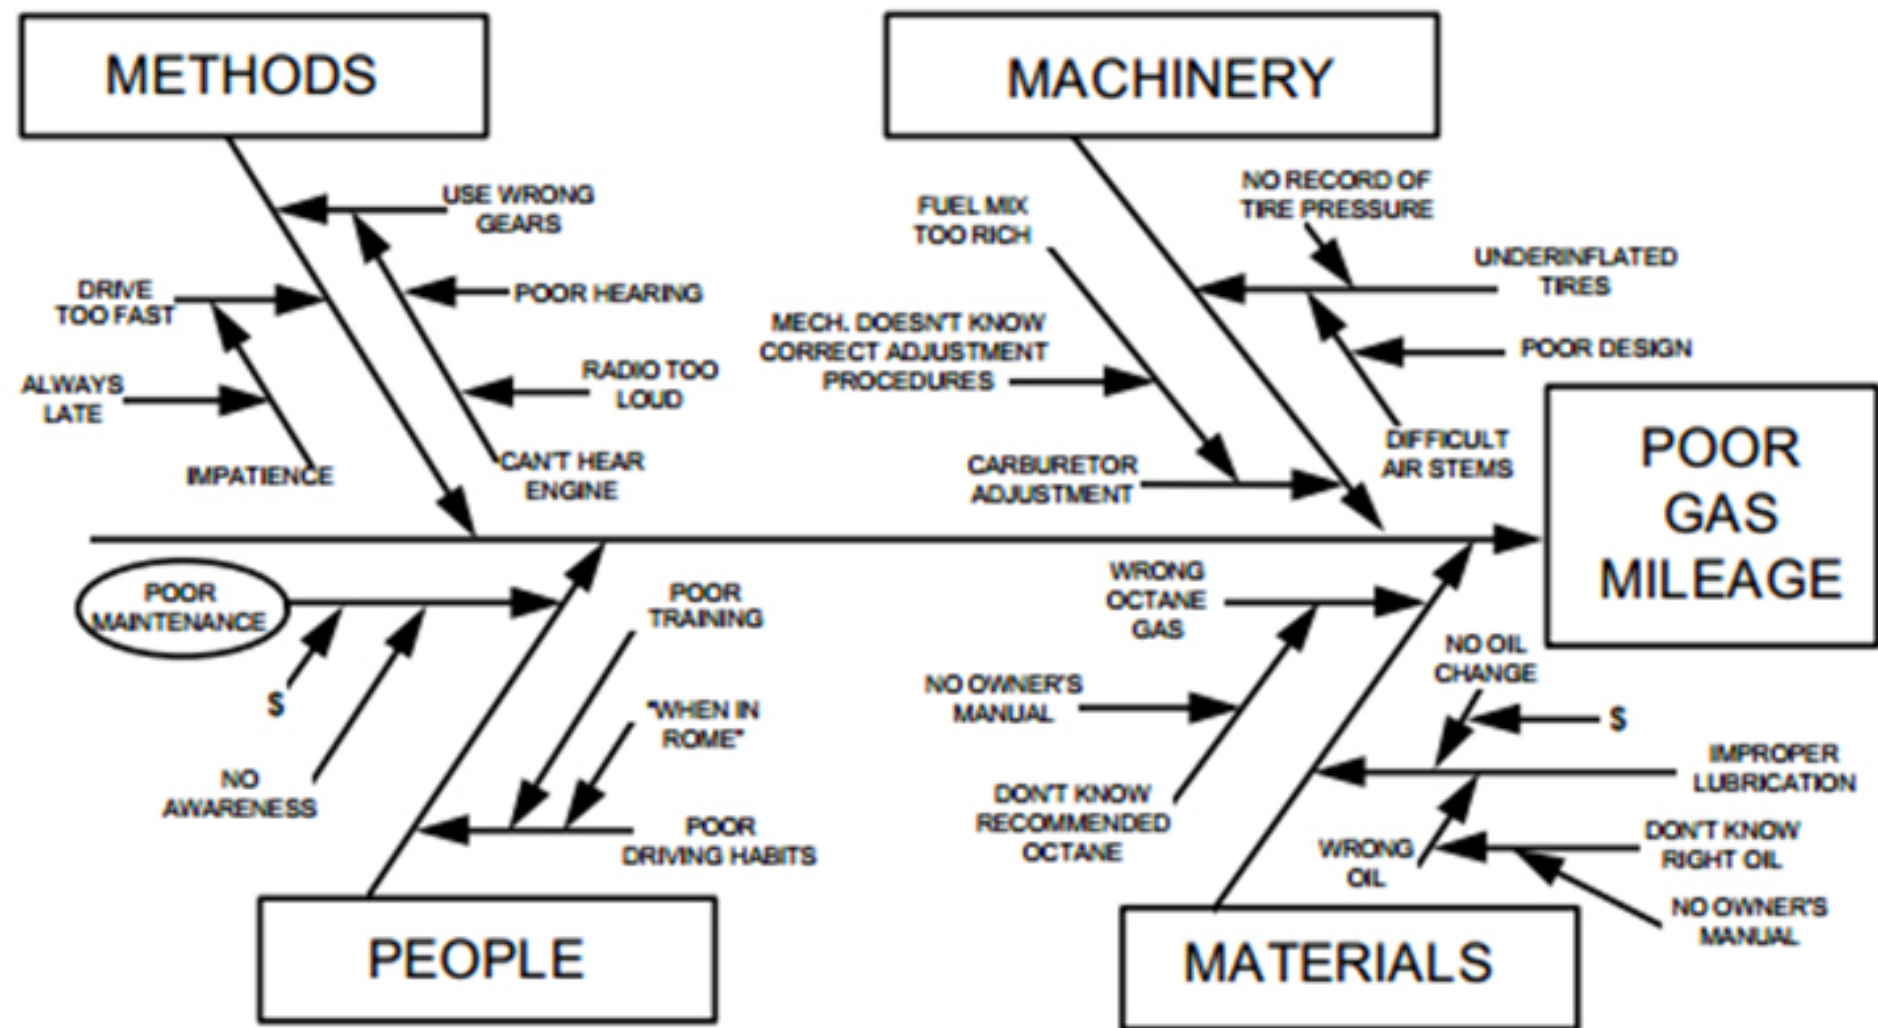 METHODS
MACHINERY
USE WRONG
GEARS
DRIVE
TOO FAST
POOR HEARING
ALWAYS
LATE
RADIO TOO
LOUD
IMPATIENCE
CAN'T HEAR
ENGINE
FUEL MIX
TOO RICH
NO RECORD OF
TIRE PRESSURE
UNDERINFLATED
TIRES
MECH. DOESN'T KNOW
CORRECT ADJUSTMENT
PROCEDURES
POOR DESIGN
CARBURETOR
ADJUSTMENT
DIFFICULT
AIR STEMS
POOR
GAS
MILEAGE
POOR
MAINTENANCE
$
NO
AWARENESS
POOR
TRAINING
"WHEN IN
ROME"
POOR
DRIVING HABITS
PEOPLE
WRONG
OCTANE
GAS
NO OWNER'S
MANUAL
DON'T KNOW
RECOMMENDED
OCTANE
NO OIL
CHANGE
$
IMPROPER
LUBRICATION
WRONG
OIL
DON'T KNOW
RIGHT OIL
NO OWNER'S
MANUAL
MATERIALS